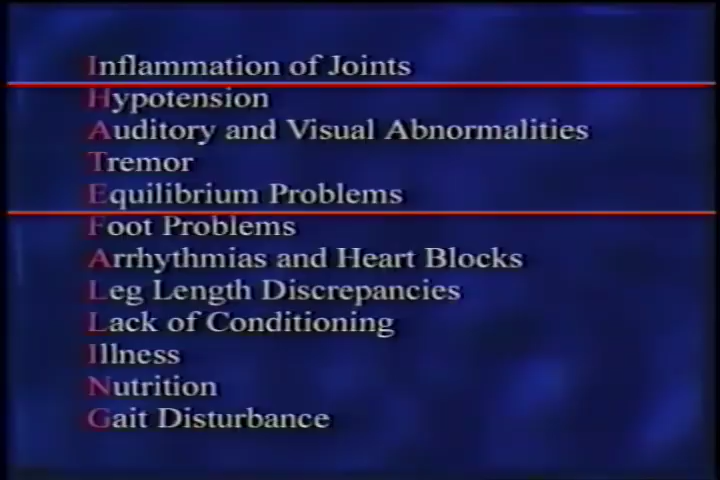 Inflammation of Joints
Hypotension
Auditory and Visual Abnormalities
Tremor
Equilibrium Problems
Foot Problems
Arrhythmias and Heart Blocks
Leg Length Discrepancies
Lack of Conditioning
Illness
Nutrition
Gait Disturbance